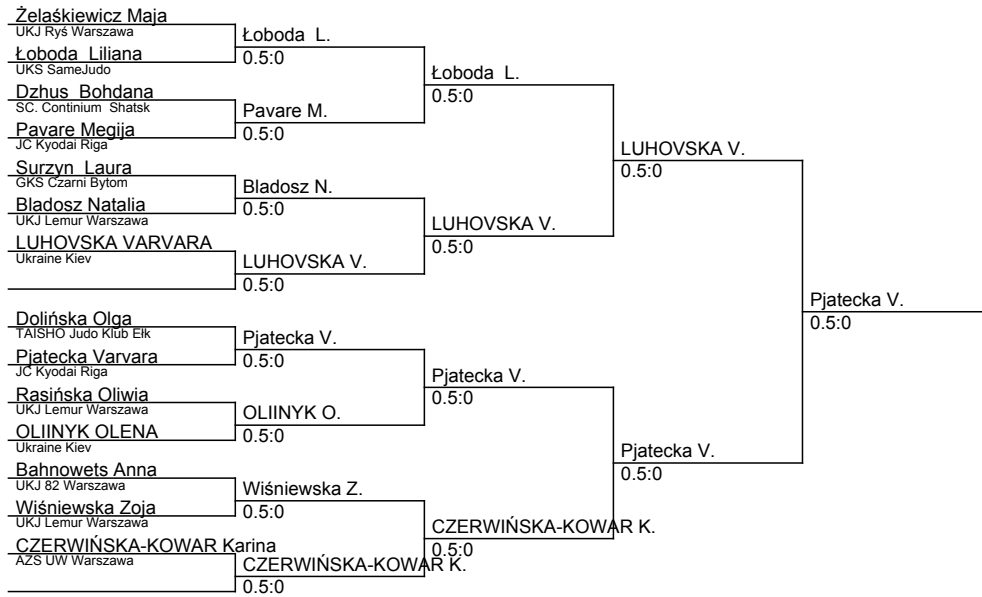 Żelaśkiewicz Maja
UKJ Ryś Warszawa
Łoboda  Liliana
UKS SameJudo
Dzhus  Bohdana
SC. Continium  Shatsk
Pavare Megija
JC Kyodai Riga
Surzyn  Laura
GKS Czarni Bytom
Bladosz Natalia
UKJ Lemur Warszawa
LUHOVSKA VARVARA
Ukraine Kiev
Dolińska Olga
TAISHO Judo Klub Ełk
Pjatecka Varvara
JC Kyodai Riga
Rasińska Oliwia
UKJ Lemur Warszawa
OLIINYK OLENA
Ukraine Kiev
Bahnowets Anna
UKJ 82 Warszawa
Wiśniewska Zoja
UKJ Lemur Warszawa
CZERWIŃSKA-KOWAR Karina
AZS UW Warszawa
Łoboda  L.
0.5:0
Pavare M.
0.5:0
Bladosz N.
0.5:0
LUHOVSKA V.
0.5:0
Pjatecka V.
0.5:0
OLIINYK O.
0.5:0
Wiśniewska Z.
0.5:0
CZERWIŃSKA-KOWAR K.
0.5:0
Łoboda  L.
0.5:0
LUHOVSKA V.
0.5:0
Pjatecka V.
0.5:0
CZERWIŃSKA-KOWAR K.
0.5:0
LUHOVSKA V.
0.5:0
Pjatecka V.
0.5:0
Pjatecka V.
0.5:0